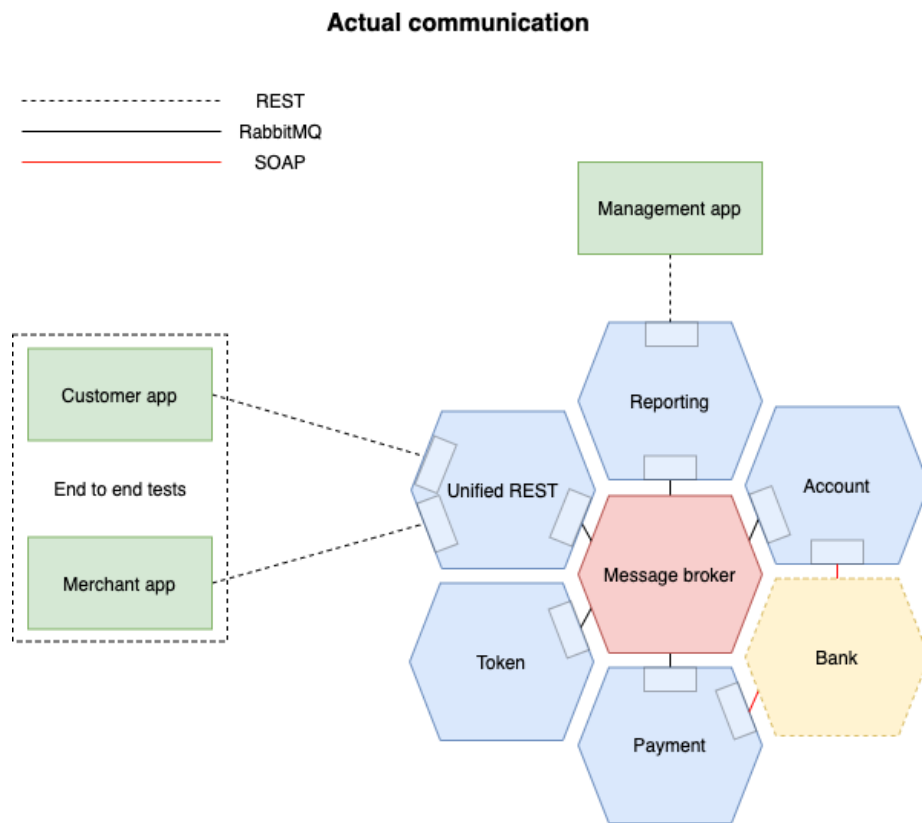 Actual communication
REST
RabbitMQ
SOAP
Management app
Customer app
End to end tests
Merchant app
Reporting
Unified REST
Account
Message broker
Token
Bank
Payment